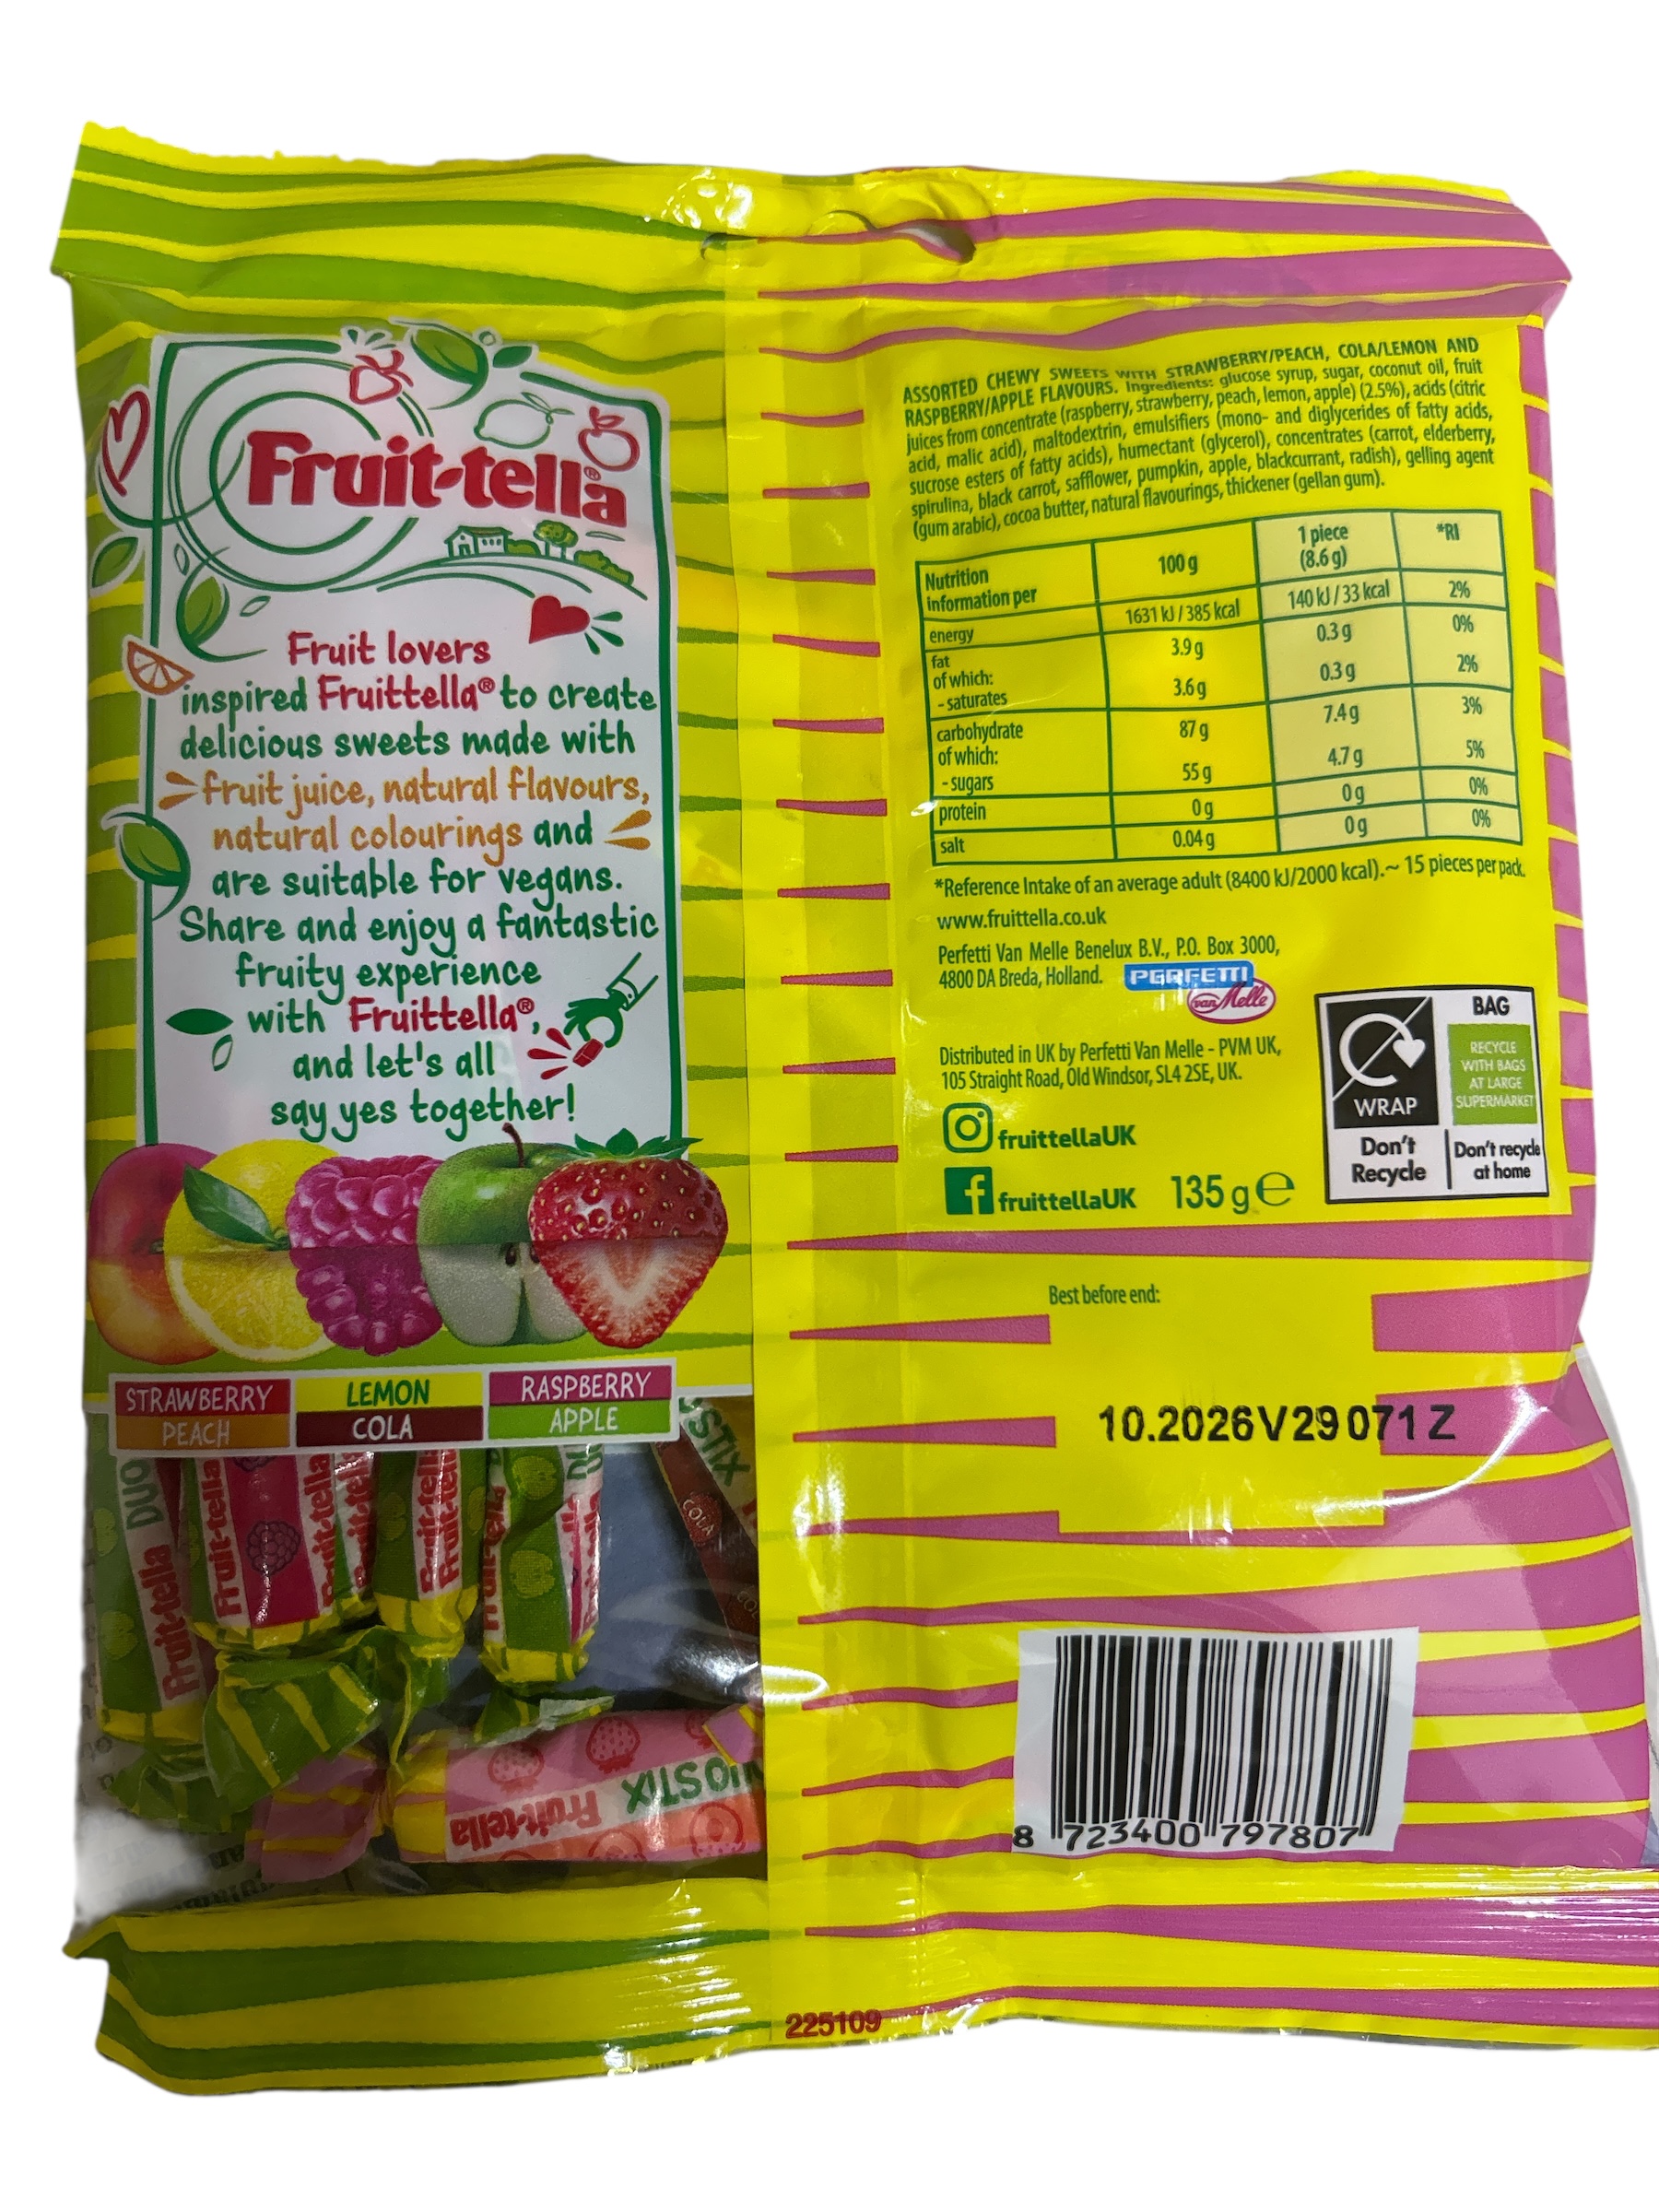 Fruit-tella®
Fruit lovers
inspired Fruittella® to create
delicious sweets made with
fruit juice, natural flavours,
natural colourings and
are suitable for vegans.
Share and enjoy a fantastic
fruity experience
with Fruittella®,
and let's all
say yes together!
STRAWBERRY LEMON RASPBERRY
PEACH COLA APPLE
ASSORTED CHEWY SWEETS WITH STRAWBERRY/PEACH, COLA/LEMON AND
RASPBERRY/APPLE FLAVOURS. Ingredients: glucose syrup, sugar, coconut oil, fruit
juices from concentrate (raspberry, strawberry, peach, lemon, apple) (2.5%), acids (citric
acid, malic acid), maltodextrin, emulsifiers (mono- and diglycerides of fatty acids,
sucrose esters of fatty acids), humectant (glycerol), concentrates (carrot, elderberry,
spirulina, black carrot, safflower, pumpkin, apple, blackcurrant, radish), gelling agent
(gum arabic), cocoa butter, natural flavourings, thickener (gellan gum).
Nutrition information per 100 g 1 piece (8.6 g) *RI
energy 1631 kJ / 385 kcal 140 kJ / 33 kcal 2%
fat 3.9 g 0.3 g 0%
of which:
- saturates 3.6 g 0.3 g 2%
carbohydrate 87 g 7.4 g 3%
of which:
- sugars 55 g 4.7 g 5%
protein 0 g 0 g 0%
salt 0.04 g 0 g 0%
*Reference Intake of an average adult (8400 kJ/2000 kcal).~ 15 pieces per pack.
www.fruittella.co.uk
Perfetti Van Melle Benelux B.V., P.O. Box 3000,
4800 DA Breda, Holland.
PERFETTI
van Melle
Distributed in UK by Perfetti Van Melle - PVM UK,
105 Straight Road, Old Windsor, SL4 2SE, UK.
fruittellaUK
fruittellaUK 135 g e
WRAP
Don't
Recycle
BAG
RECYCLE
WITH BAGS
AT LARGE
SUPERMARKET
Don't recycle
at home
Best before end:
10.2026 V29 071 Z
8 723400 797807
225109
Fruit-tella DUO
Fruit-tella
Fruit-tella
Fruit-tella
Fruit-tella
COLA
Fruit-tella DUOSTIX